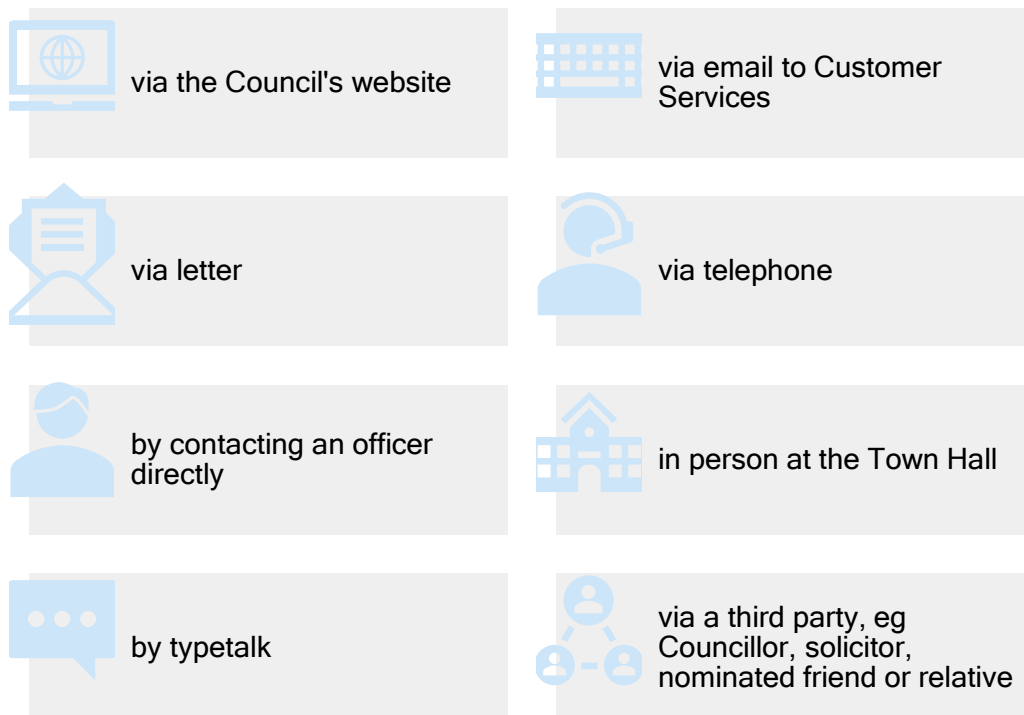 via the Council's website
via email to Customer
Services
via letter
via telephone
by contacting an officer
directly
in person at the Town Hall
by typetalk
via a third party, eg
Councillor, solicitor,
nominated friend or relative